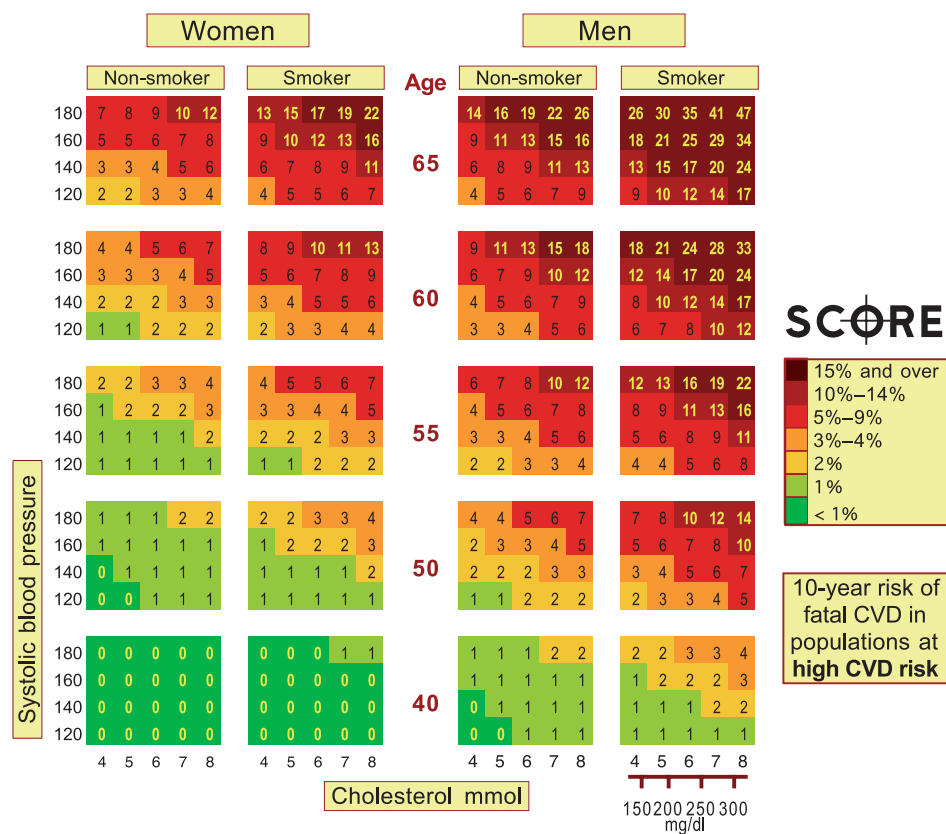 Women Men
Non-smoker Smoker Age Non-smoker Smoker
180 7 8 9 10 12 13 15 17 19 22 14 16 19 22 26 26 30 35 41 47
160 5 5 6 7 8 9 10 12 13 16 9 11 13 15 16 18 21 25 29 34
65
140 3 3 4 5 6 6 7 8 9 11 6 8 9 11 13 13 15 17 20 24
120 2 2 3 3 4 4 5 5 6 7 4 5 6 7 9 9 10 12 14 17
180 4 4 5 6 7 8 9 10 11 13 9 11 13 15 18 18 21 24 28 33
160 3 3 3 4 5 5 6 7 8 9 6 7 9 10 12 12 14 17 20 24
60
140 2 2 2 3 3 3 4 5 5 6 4 5 6 7 9 8 10 12 14 17
120 1 1 2 2 2 2 3 3 4 4 3 3 4 5 6 6 7 8 10 12
180 2 2 3 3 4 4 5 5 6 7 6 7 8 10 12 12 13 16 19 22
160 1 2 2 2 3 3 3 4 4 5 4 5 6 7 8 8 9 11 13 16
55
140 1 1 1 1 2 2 2 2 3 3 3 3 4 5 6 5 6 8 9 11
120 1 1 1 1 1 1 1 2 2 2 2 2 3 3 4 4 4 5 6 8
180 1 1 1 2 2 2 2 3 3 4 4 4 5 6 7 7 8 10 12 14
160 1 1 1 1 1 1 2 2 2 3 2 3 3 4 5 5 6 7 8 10
50
140 0 1 1 1 1 1 1 1 1 2 2 2 2 3 3 3 4 5 6 7
120 0 0 1 1 1 1 1 1 1 1 1 1 2 2 2 2 3 3 4 5
180 0 0 0 0 0 0 0 0 1 1 1 1 1 2 2 2 2 3 3 4
160 0 0 0 0 0 0 0 0 0 0 1 1 1 1 1 1 2 2 2 3
40
140 0 0 0 0 0 0 0 0 0 0 0 1 1 1 1 1 1 1 2 2
120 0 0 0 0 0 0 0 0 0 0 0 0 1 1 1 1 1 1 1 1
4 5 6 7 8 4 5 6 7 8 4 5 6 7 8 4 5 6 7 8
Systolic blood pressure
Cholesterol mmol
150 200 250 300
mg/dl
SCORE
15% and over
10%–14%
5%–9%
3%–4%
2%
1%
< 1%
10-year risk of
fatal CVD in
populations at
high CVD risk